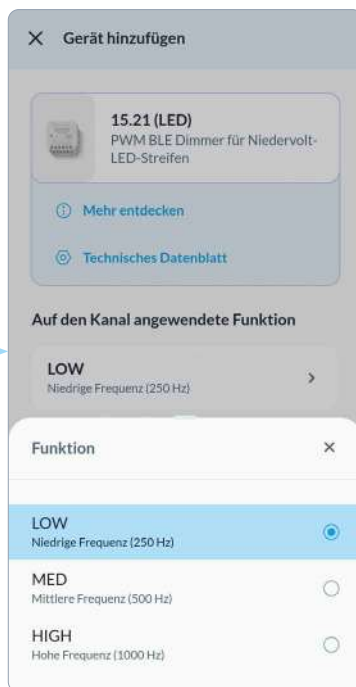 Gerät hinzufügen
15.21 (LED)
PWM BLE Dimmer für Niedervolt-
LED-Streifen
Mehr entdecken
Technisches Datenblatt
Auf den Kanal angewendete Funktion
LOW
Niedrige Frequenz (250 Hz)
Funktion
LOW
Niedrige Frequenz (250 Hz)
MED
Mittlere Frequenz (500 Hz)
HIGH
Hohe Frequenz (1000 Hz)